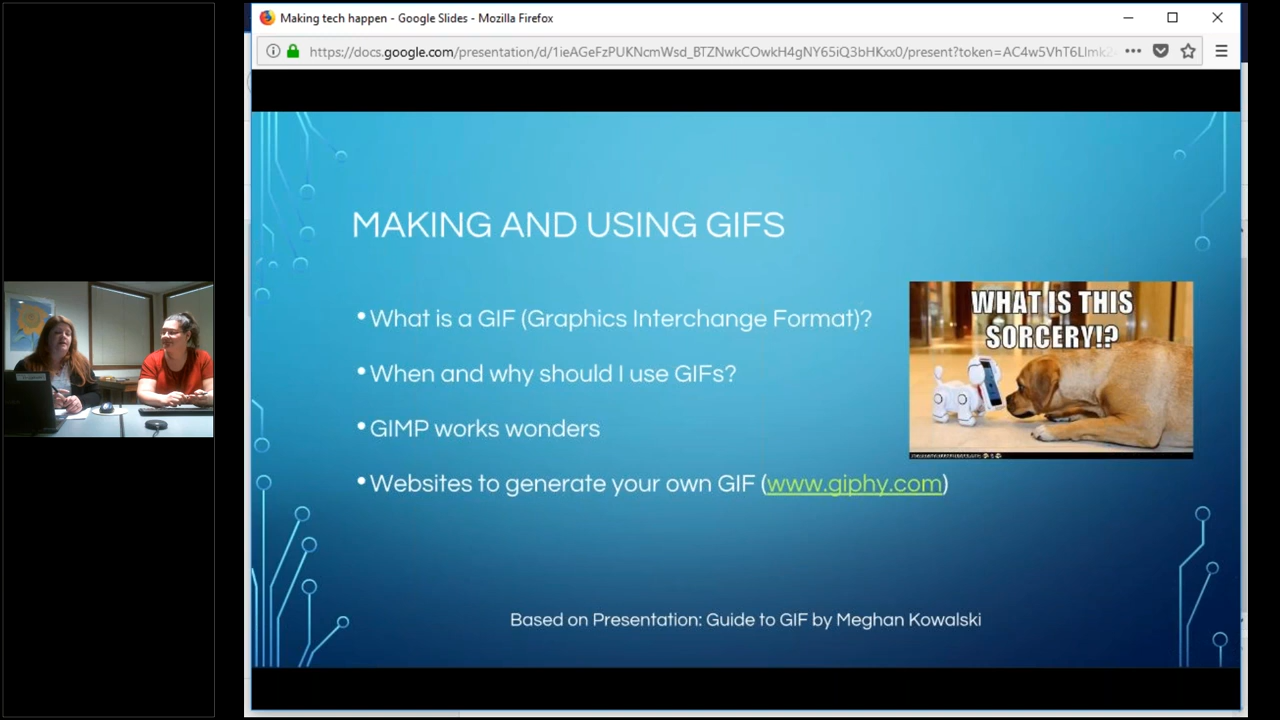 Making tech happen - Google Slides - Mozilla Firefox
MAKING AND USING GIFS
•What is a GIF (Graphics Interchange Format)?
•When and why should I use GIFs?
•GIMP works wonders
•Websites to generate your own GIF (www.giphy.com)
WHAT IS THIS
SORCERY!?
Based on Presentation: Guide to GIF by Meghan Kowalski